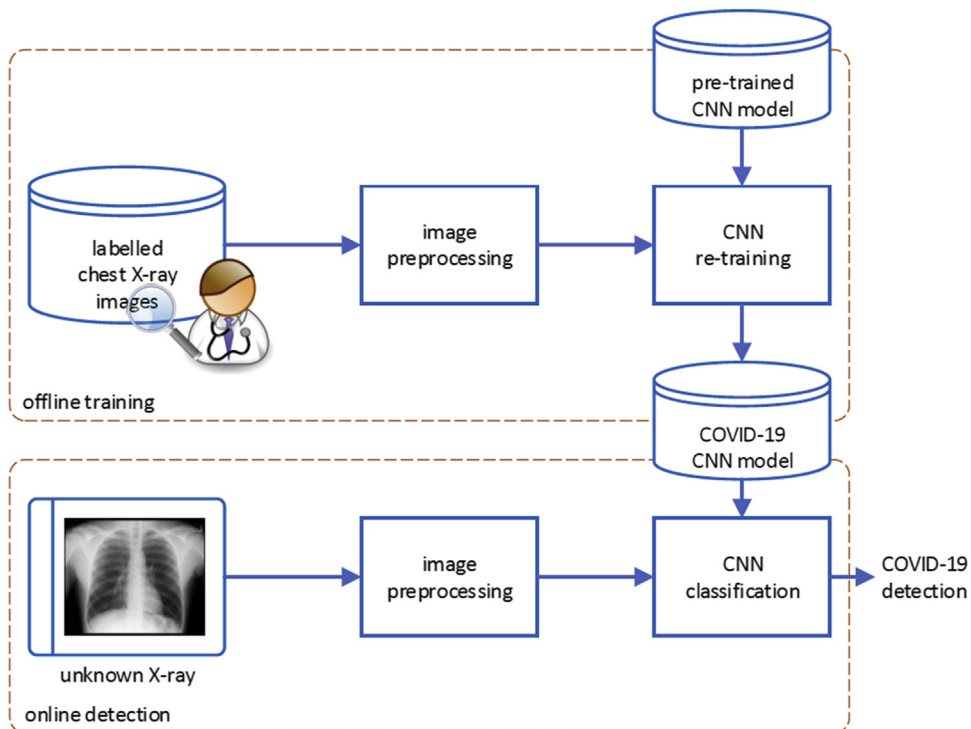 pre-trained
CNN model
labelled
chest X-ray
images
image
preprocessing
CNN
re-training
offline training
COVID-19
CNN model
image
preprocessing
CNN
classification
COVID-19
detection
unknown X-ray
online detection